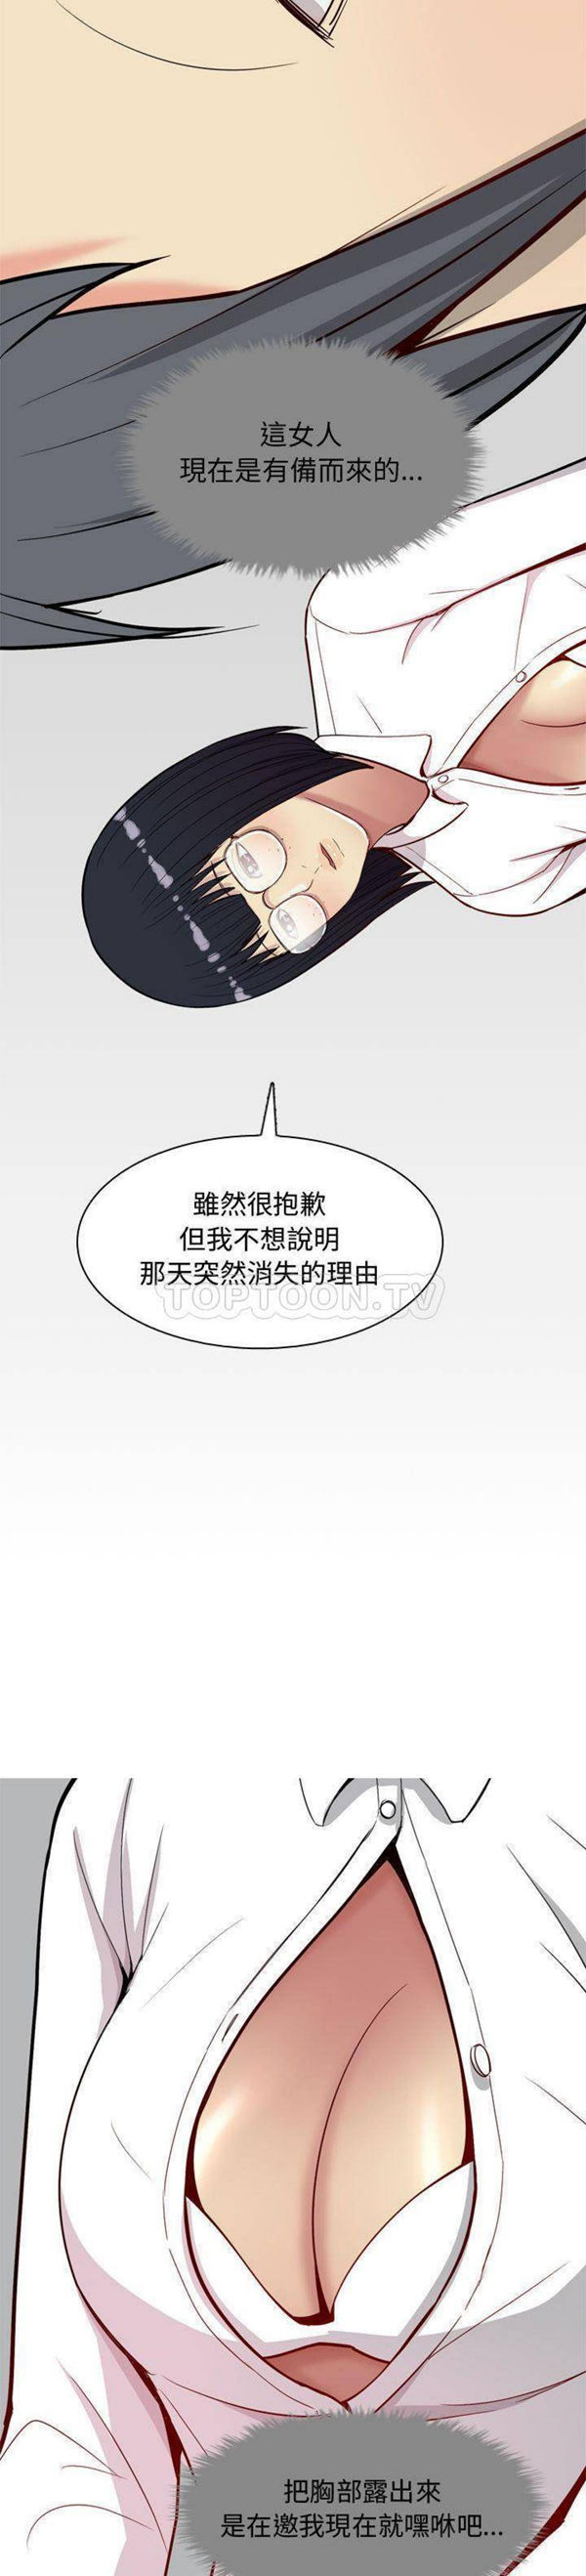 這女人
現在是有備而來的...
雖然很抱歉
但我不想說明
那天突然消失的理由
TOPTOON.TV
把胸部露出來
是在邀我現在就嘿咻吧...